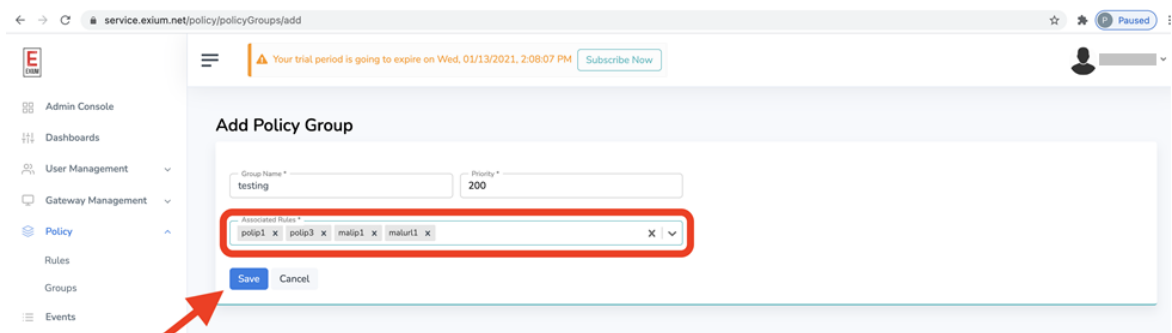 service.exium.net/policy/policyGroups/add
P Paused
E
EXIUM
Your trial period is going to expire on Wed, 01/13/2021, 2:08:07 PM Subscribe Now
Admin Console
Dashboards
User Management
Gateway Management
Policy
Rules
Groups
Events
Add Policy Group
Group Name * Priority *
testing 200
Associated Rules *
polip1 x polip3 x malip1 x malurl1 x
Save Cancel